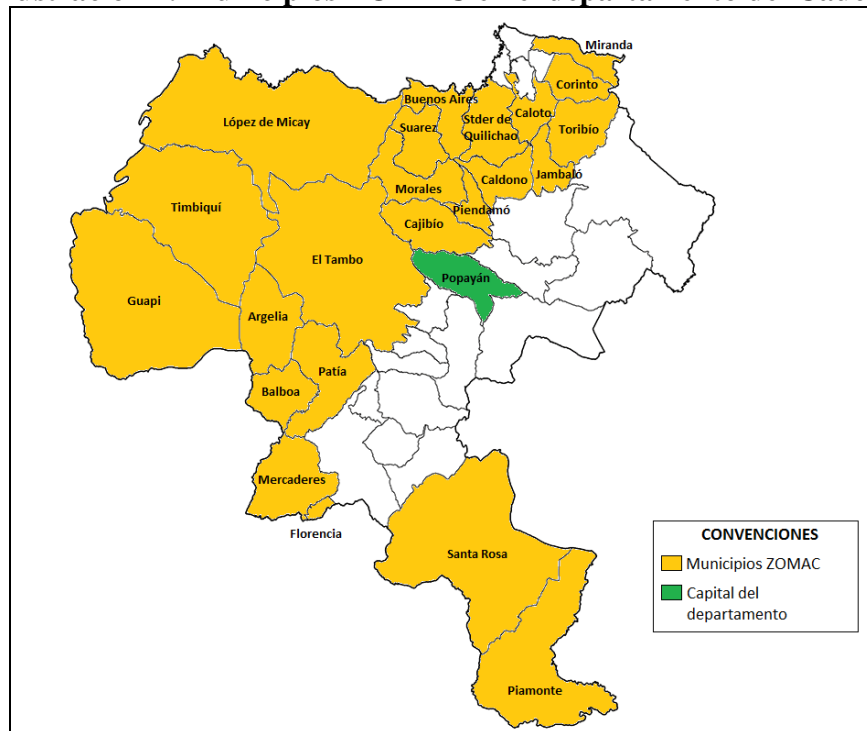 Miranda
Corinto
Buenos Aires
Stder de
Quilichao
Caloto
López de Micay
Suarez
Toribío
Caldono
Jambaló
Morales
Timbiquí
Piendamó
Cajibío
El Tambo
Popayán
Guapi
Argelia
Patía
Balboa
Mercaderes
Florencia
Santa Rosa
Piamonte
CONVENCIONES
Municipios ZOMAC
Capital del
departamento